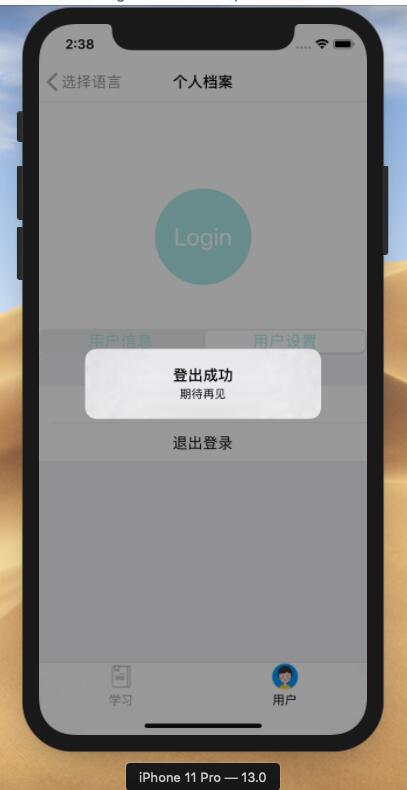 2:38
选择语言
个人档案
Login
用户信息
用户设置
登出成功
期待再见
退出登录
学习
用户
iPhone 11 Pro — 13.0